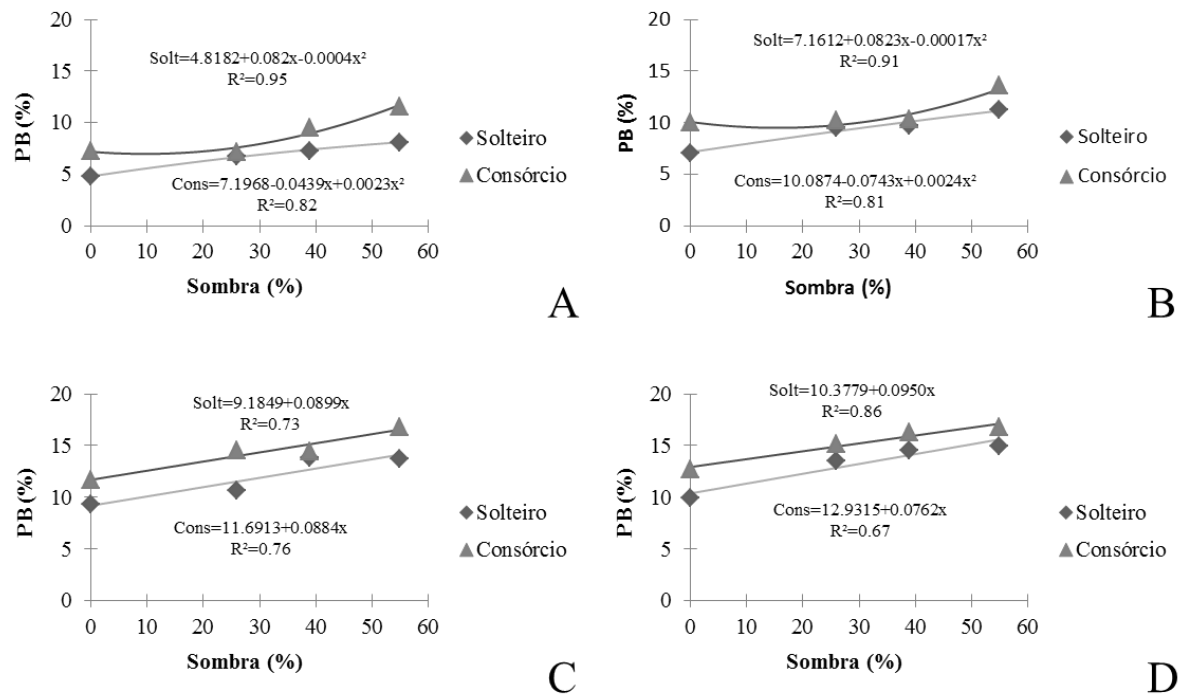 20
15
10
5
0
PB (%)
Solt=4.8182+0.082x-0.0004x²
R²=0.95
Cons=7.1968-0.0439x+0.0023x²
R²=0.82
Solteiro
Consórcio
0 10 20 30 40 50 60
Sombra (%)
A
20
15
10
5
0
PB (%)
Solt=7.1612+0.0823x-0.00017x²
R²=0.91
Cons=10.0874-0.0743x+0.0024x²
R²=0.81
Solteiro
Consórcio
0 10 20 30 40 50 60
Sombra (%)
B
20
15
10
5
0
PB (%)
Solt=9.1849+0.0899x
R²=0.73
Cons=11.6913+0.0884x
R²=0.76
Solteiro
Consórcio
0 10 20 30 40 50 60
Sombra (%)
C
20
15
10
5
0
PB (%)
Solt=10.3779+0.0950x
R²=0.86
Cons=12.9315+0.0762x
R²=0.67
Solteiro
Consórcio
0 10 20 30 40 50 60
Sombra (%)
D